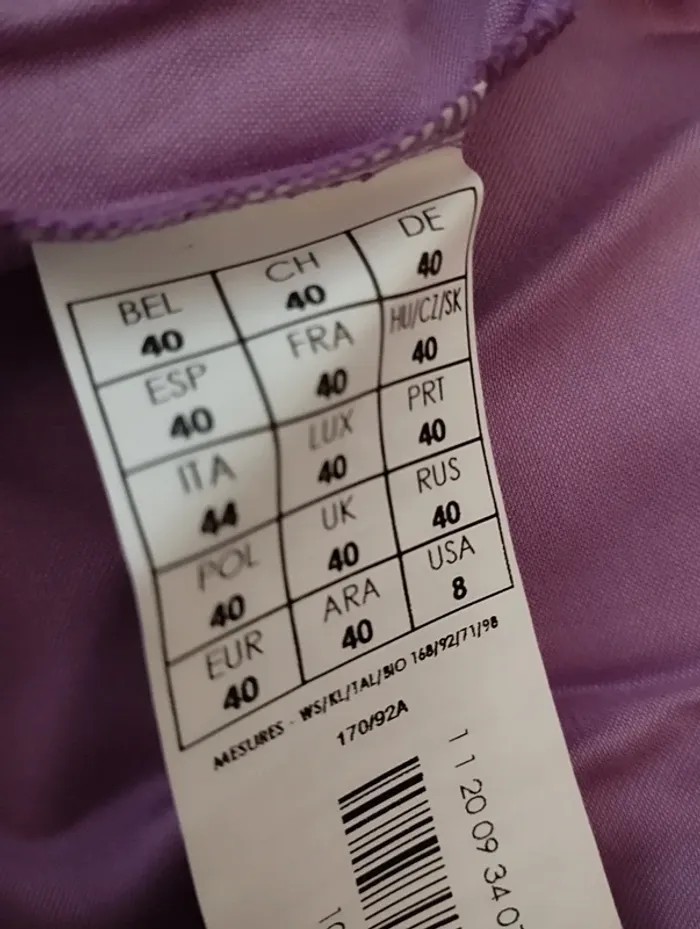 BEL CH DE
40 40 40
ESP FRA HU/CZ/SK
40 40 40
ITA LUX PRT
44 40 40
POL UK RUS
40 40 40
EUR ARA USA
40 40 8
MESURES - WS/KL/TAL/BIO 168/92/71/98
170/92A
1 1 20 09 34 0